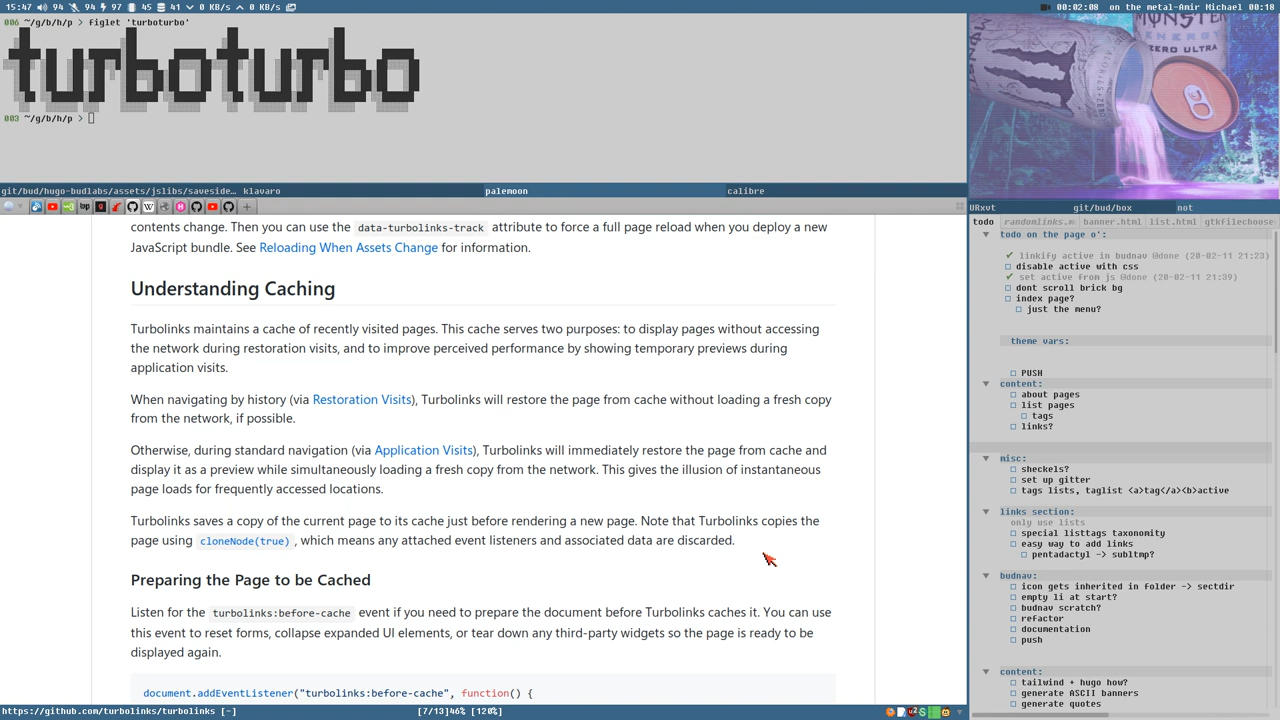 15:47 94 94 97 45 41 0 KB/s 0 KB/s
00:02:08 on the metal-Amir Michael 00:18
006 ~/g/b/h/p > figlet 'turboturbo'
turboturbo
003 ~/g/b/h/p >
MONSTER
ENERGY
ZERO ULTRA
git/bud/hugo-budlabs/assets/jslibs/saveside… klavaro palemoon calibre
contents change. Then you can use the data-turbolinks-track attribute to force a full page reload when you deploy a new
JavaScript bundle. See Reloading When Assets Change for information.
Understanding Caching
Turbolinks maintains a cache of recently visited pages. This cache serves two purposes: to display pages without accessing
the network during restoration visits, and to improve perceived performance by showing temporary previews during
application visits.
When navigating by history (via Restoration Visits), Turbolinks will restore the page from cache without loading a fresh copy
from the network, if possible.
Otherwise, during standard navigation (via Application Visits), Turbolinks will immediately restore the page from cache and
display it as a preview while simultaneously loading a fresh copy from the network. This gives the illusion of instantaneous
page loads for frequently accessed locations.
Turbolinks saves a copy of the current page to its cache just before rendering a new page. Note that Turbolinks copies the
page using cloneNode(true) , which means any attached event listeners and associated data are discarded.
Preparing the Page to be Cached
Listen for the turbolinks:before-cache event if you need to prepare the document before Turbolinks caches it. You can use
this event to reset forms, collapse expanded UI elements, or tear down any third-party widgets so the page is ready to be
displayed again.
document.addEventListener("turbolinks:before-cache", function() {
https://github.com/turbolinks/turbolinks [-] [7/13]46% [120%]
URxvt git/bud/box not
todo randomlinks.m banner.html list.html gtkfilechouse
todo on the page o':
✓ linkify active in budnav @done (20-02-11 21:23)
☐ disable active with css
✓ set active from js @done (20-02-11 21:39)
☐ dont scroll brick bg
☐ index page?
☐ just the menu?
theme vars:
☐ PUSH
content:
☐ about pages
☐ list pages
☐ tags
☐ links?
misc:
☐ sheckels?
☐ set up gitter
☐ tags lists, taglist <a>tag</a><b>active
links section:
only use lists
☐ special listtags taxonomity
☐ easy way to add links
☐ pentadactyl -> subltmp?
budnav:
☐ icon gets inherited in folder -> sectdir
☐ empty li at start?
☐ budnav scratch?
☐ refactor
☐ documentation
☐ push
content:
☐ tailwind + hugo how?
☐ generate ASCII banners
☐ generate quotes